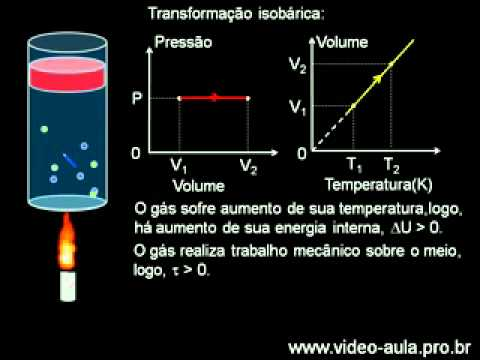 Transformação isobárica:
Pressão
P
0
V1
V2
Volume
Volume
V2
V1
0
T1
T2
Temperatura(K)
O gás sofre aumento de sua temperatura,logo,
há aumento de sua energia interna, ΔU > 0.
O gás realiza trabalho mecânico sobre o meio,
logo, τ > 0.
www.video-aula.pro.br